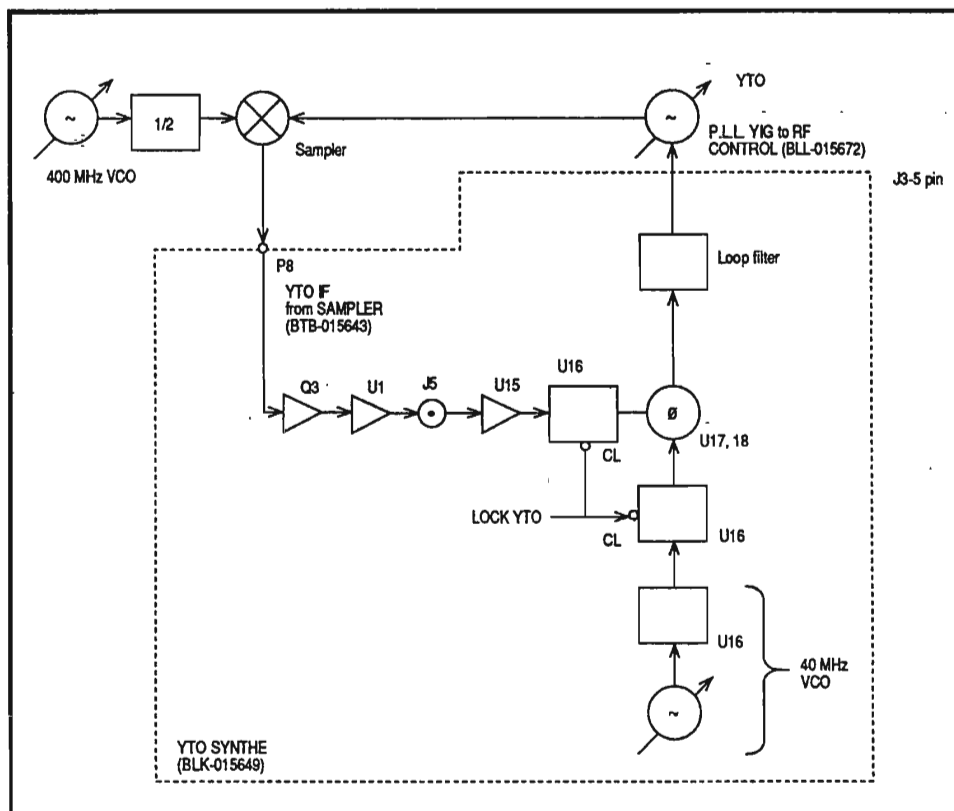 YTO
~
1/2
~
Sampler
P.L.L. YIG to RF
CONTROL (BLL-015672)
400 MHz VCO
J3-5 pin
Loop filter
P8
YTO IF
from SAMPLER
(BTB-015643)
Q3
U1
J5
U15
U16
ø
U17, 18
CL
LOCK YTO
CL
U16
U16
40 MHz
VCO
~
YTO SYNTHE
(BLK-015649)